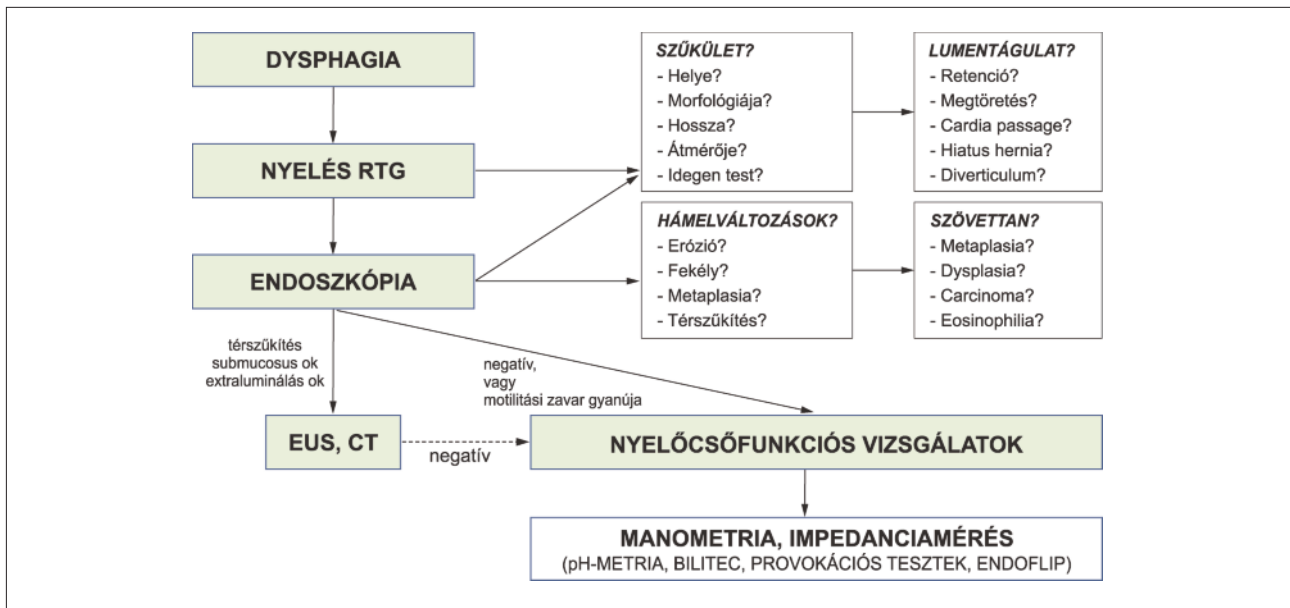 DYSPHAGIA
NYELÉS RTG
ENDOSZKÓPIA
SZŰKÜLET?
- Helye?
- Morfológiája?
- Hossza?
- Átmérője?
- Idegen test?
LUMENTÁGULAT?
- Retenció?
- Megtöretés?
- Cardia passage?
- Hiatus hernia?
- Diverticulum?
HÁMELVÁLTOZÁSOK?
- Erózió?
- Fekély?
- Metaplasia?
- Térszűkítés?
SZÖVETTAN?
- Metaplasia?
- Dysplasia?
- Carcinoma?
- Eosinophilia?
térszűkítés
submucosus ok
extraluminálás ok
negatív,
vagy
motilitási zavar gyanúja
EUS, CT
negatív
NYELŐCSŐFUNKCIÓS VIZSGÁLATOK
MANOMETRIA, IMPEDANCIAMÉRÉS
(pH-METRIA, BILITEC, PROVOKÁCIÓS TESZTEK, ENDOFLIP)